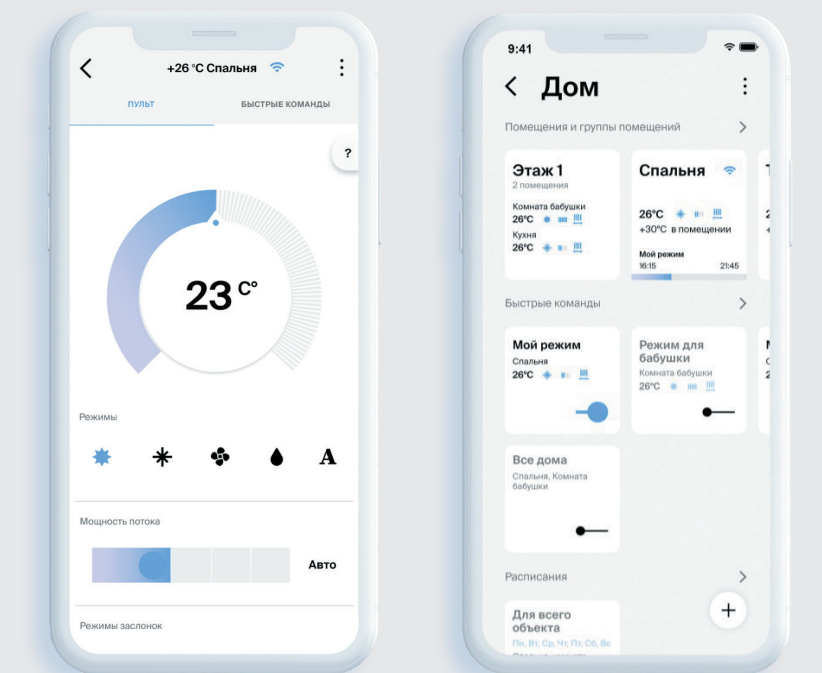 +26 °C Спальня
ПУЛЬТ
БЫСТРЫЕ КОМАНДЫ
?
23 C°
Режимы
A
Мощность потока
Авто
Режимы заслонок
9:41
Дом
Помещения и группы помещений
Этаж 1
2 помещения
Комната бабушки
26°C
Кухня
26°C
Спальня
26°C
+30°C в помещении
Мой режим
16:15 21:45
Быстрые команды
Мой режим
Спальня
26°C
Режим для
бабушки
Комната бабушки
26°C
Все дома
Спальня, Комната
бабушки
Расписания
+
Для всего
объекта
Пн, Вт, Ср, Чт, Пт, Сб, Вс